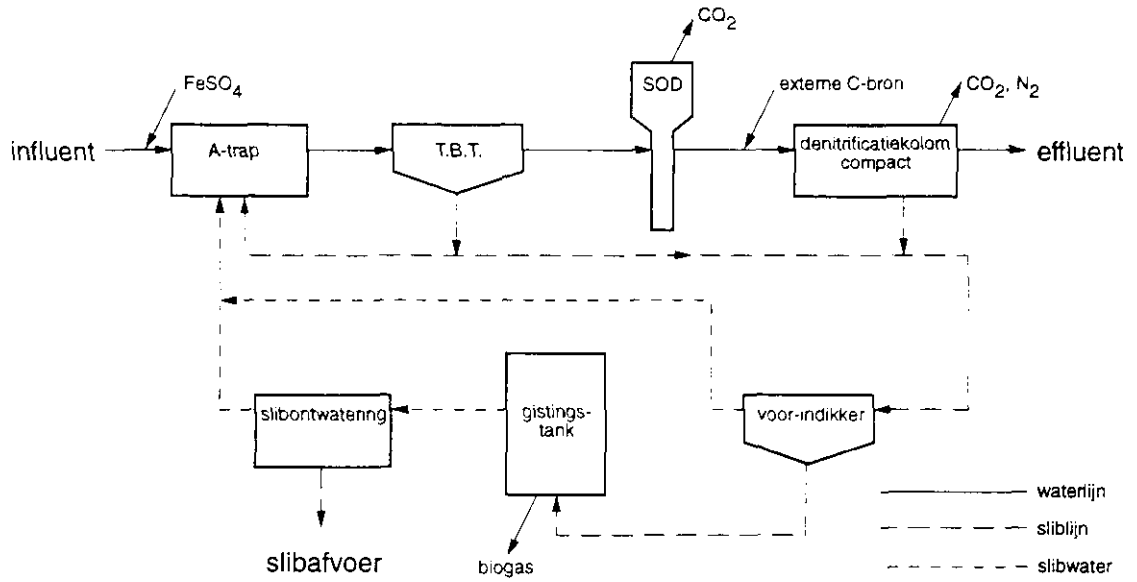 CO2
FeSO4
SOD
externe C-bron
CO2, N2
influent
A-trap
T.B.T.
denitrificatiekolom
compact
effluent
slibontwatering
gistings-
tank
voor-indikker
waterlijn
sliblijn
slibwater
slibafvoer
biogas